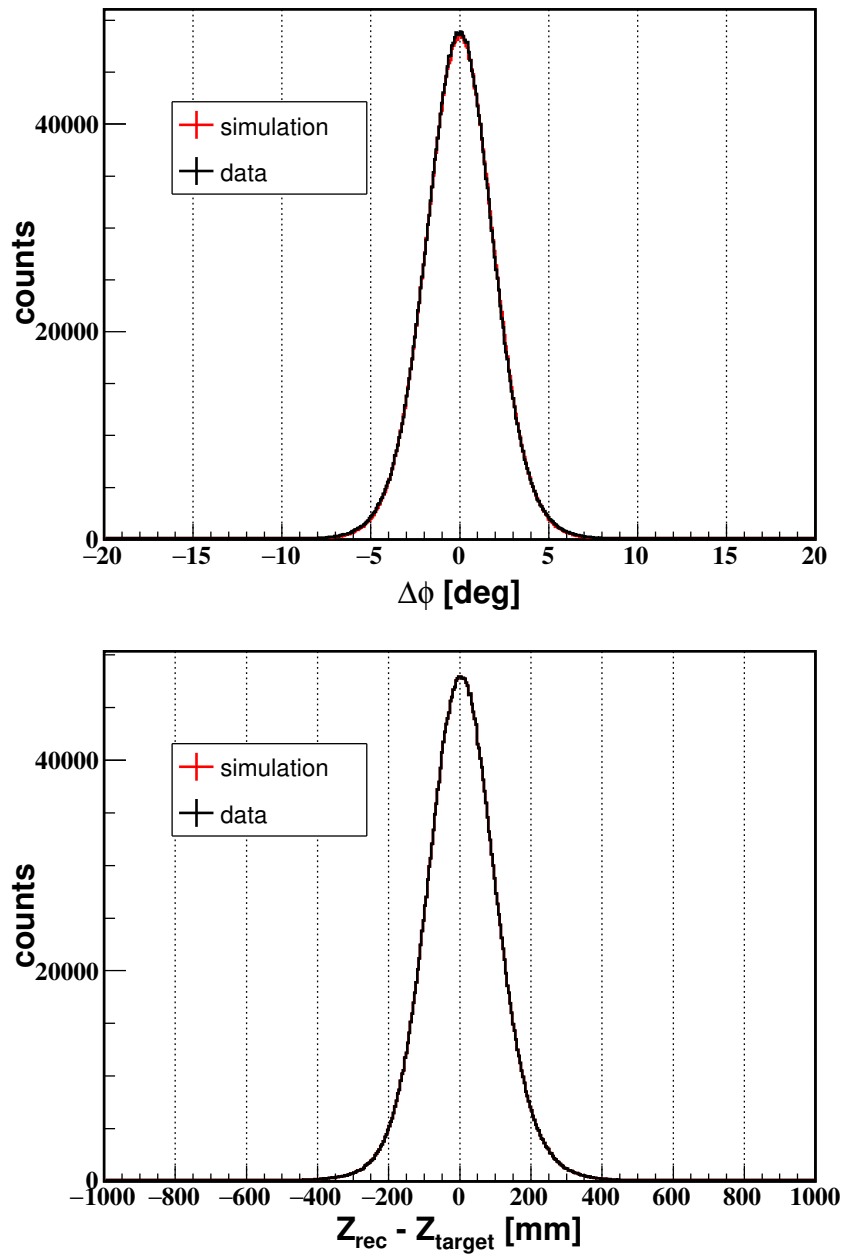 40000
simulation
data
counts
20000
0
−20 −15 −10 −5 0 5 10 15 20
Δϕ [deg]
40000
simulation
data
counts
20000
0
−1000 −800 −600 −400 −200 0 200 400 600 800 1000
Z_rec - Z_target [mm]